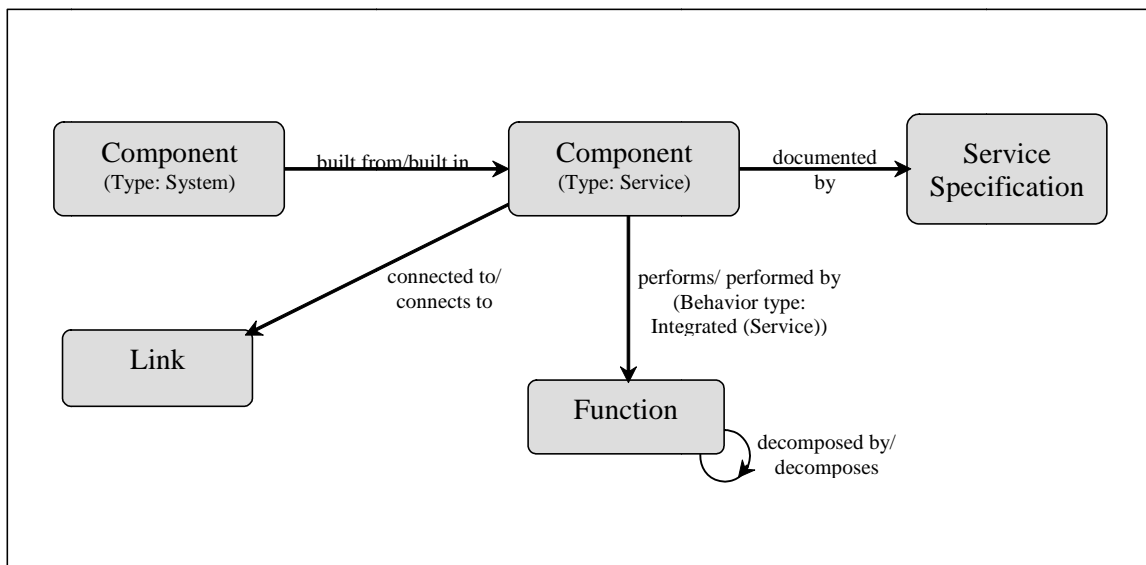 Component
(Type: System)
built from/built in
Component
(Type: Service)
documented
by
Service
Specification
connected to/
connects to
performs/ performed by
(Behavior type:
Integrated (Service))
Link
Function
decomposed by/
decomposes